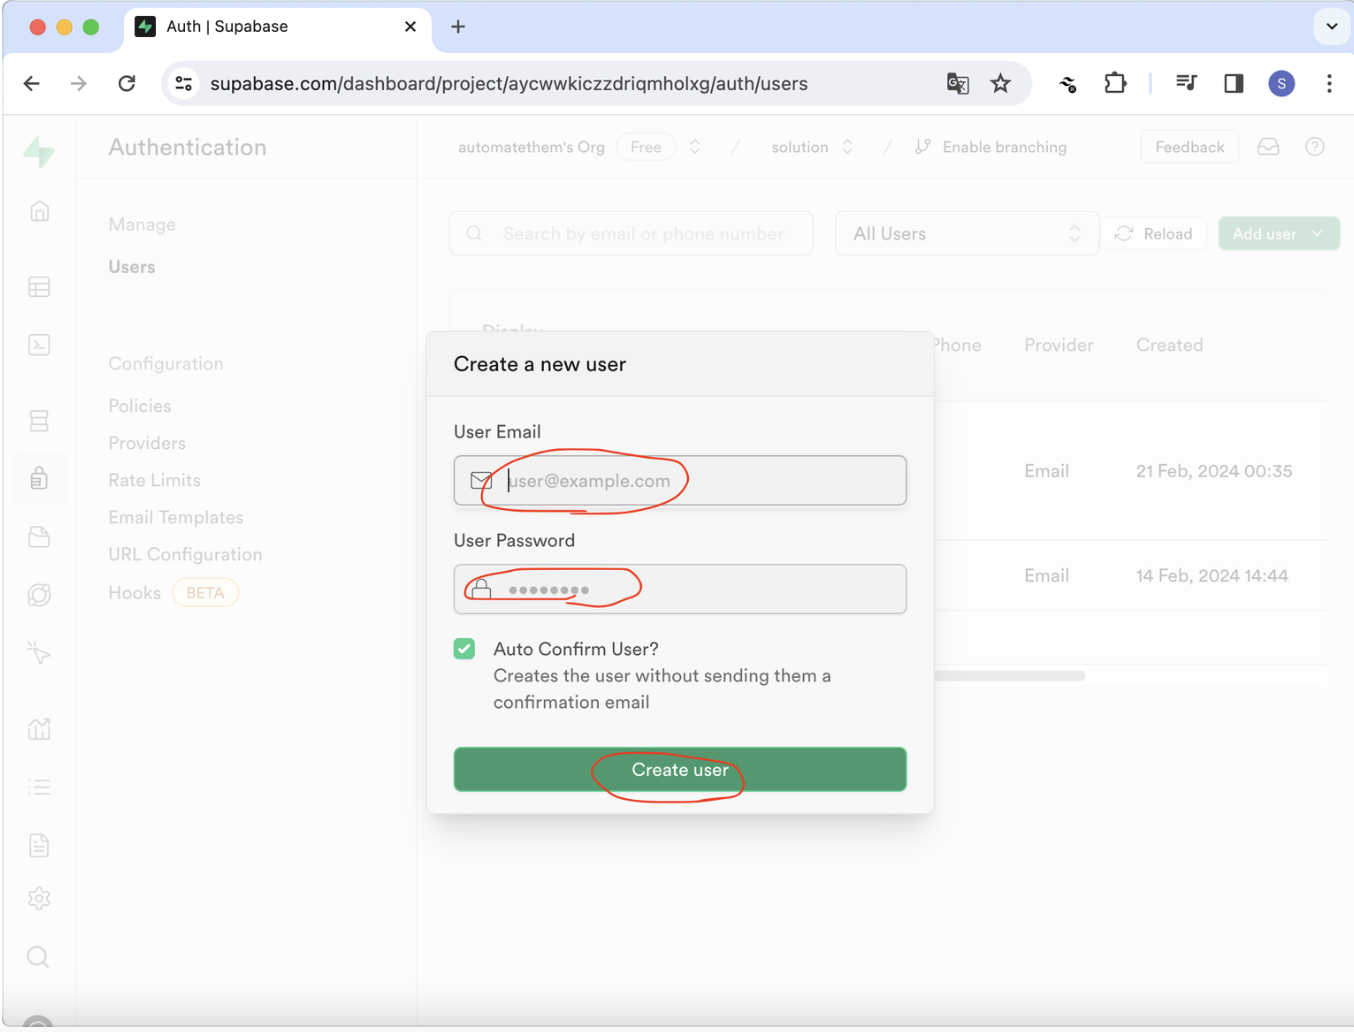 Auth | Supabase
supabase.com/dashboard/project/aycwwkiczzdriqmholxg/auth/users
S
Authentication
automatethem's Org Free / solution / Enable branching Feedback
Manage
Users
Search by email or phone number All Users Reload Add user
Configuration
Policies
Providers
Rate Limits
Email Templates
URL Configuration
Hooks BETA
Display
Phone Provider Created
Email 21 Feb, 2024 00:35
Email 14 Feb, 2024 14:44
Create a new user
User Email
user@example.com
User Password
Auto Confirm User?
Creates the user without sending them a
confirmation email
Create user